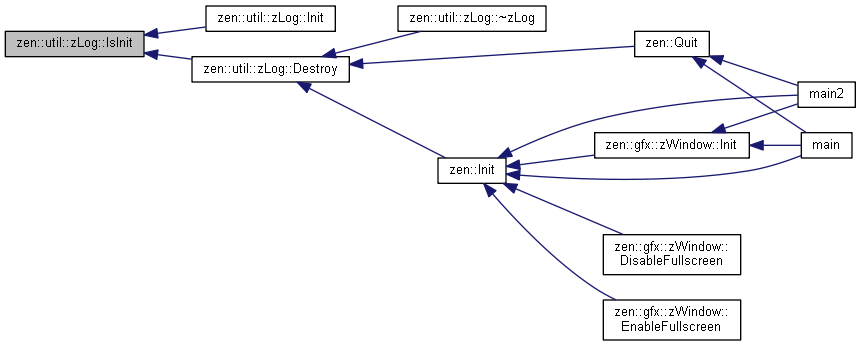 zen::util::zLog::IsInit
zen::util::zLog::Init
zen::util::zLog::Destroy
zen::util::zLog::~zLog
zen::Quit
zen::Init
zen::gfx::zWindow::Init
main2
main
zen::gfx::zWindow::
DisableFullscreen
zen::gfx::zWindow::
EnableFullscreen